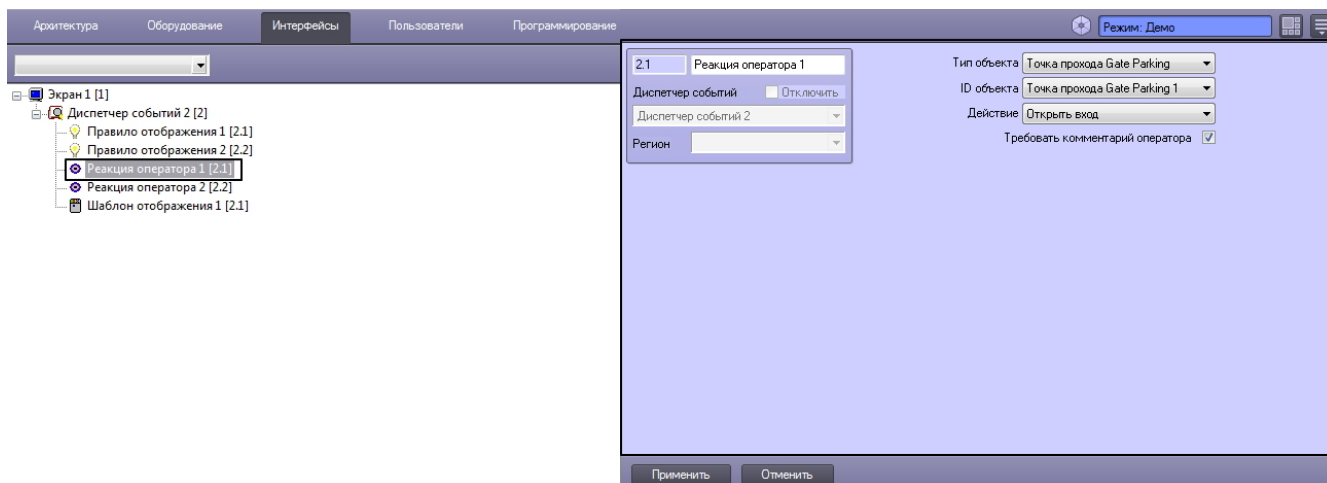 Архитектура Оборудование Интерфейсы Пользователи Программирование Режим: Демо
Экран 1 [1]
Диспетчер событий 2 [2]
Правило отображения 1 [2.1]
Правило отображения 2 [2.2]
Реакция оператора 1 [2.1]
Реакция оператора 2 [2.2]
Шаблон отображения 1 [2.1]
2.1 Реакция оператора 1
Диспетчер событий Отключить
Диспетчер событий 2
Регион
Тип объекта Точка прохода Gate Parking
ID объекта Точка прохода Gate Parking 1
Действие Открыть вход
Требовать комментарий оператора
Применить Отменить